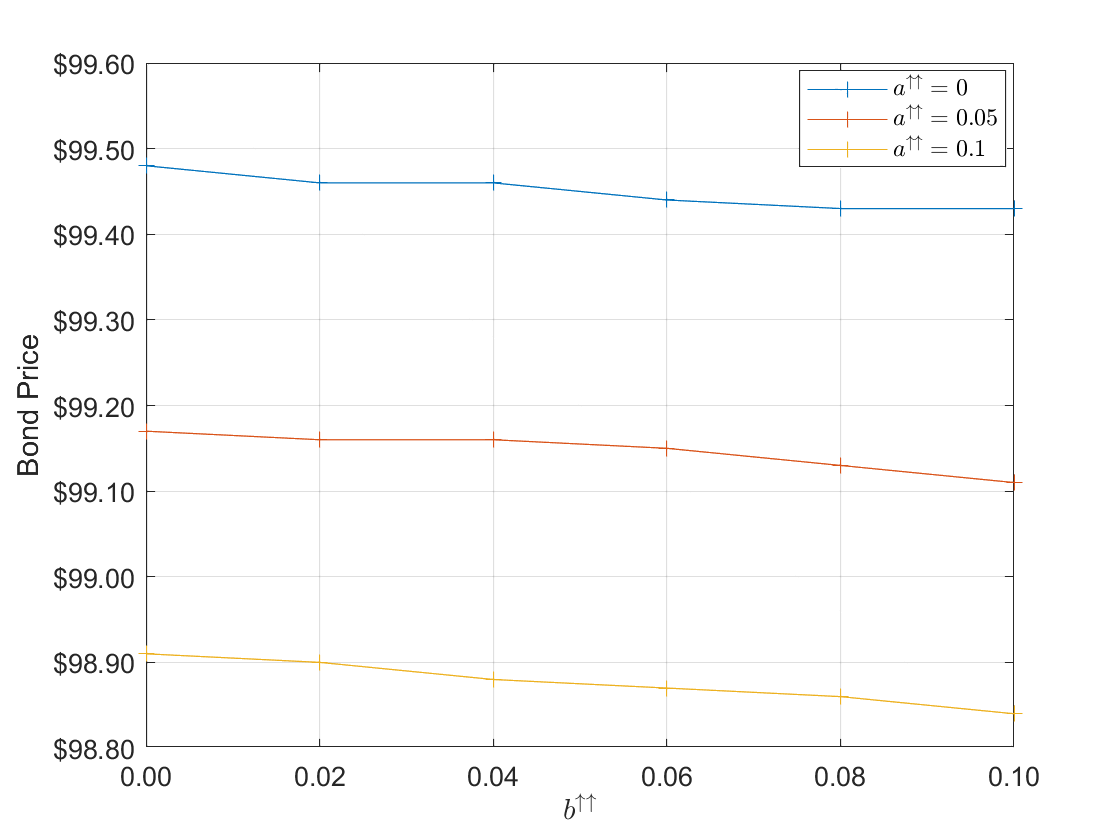 $99.60
$99.50
$99.40
$99.30
$99.20
$99.10
$99.00
$98.90
$98.80
Bond Price
0.00 0.02 0.04 0.06 0.08 0.10
b↑↑
a↑↑ = 0
a↑↑ = 0.05
a↑↑ = 0.1